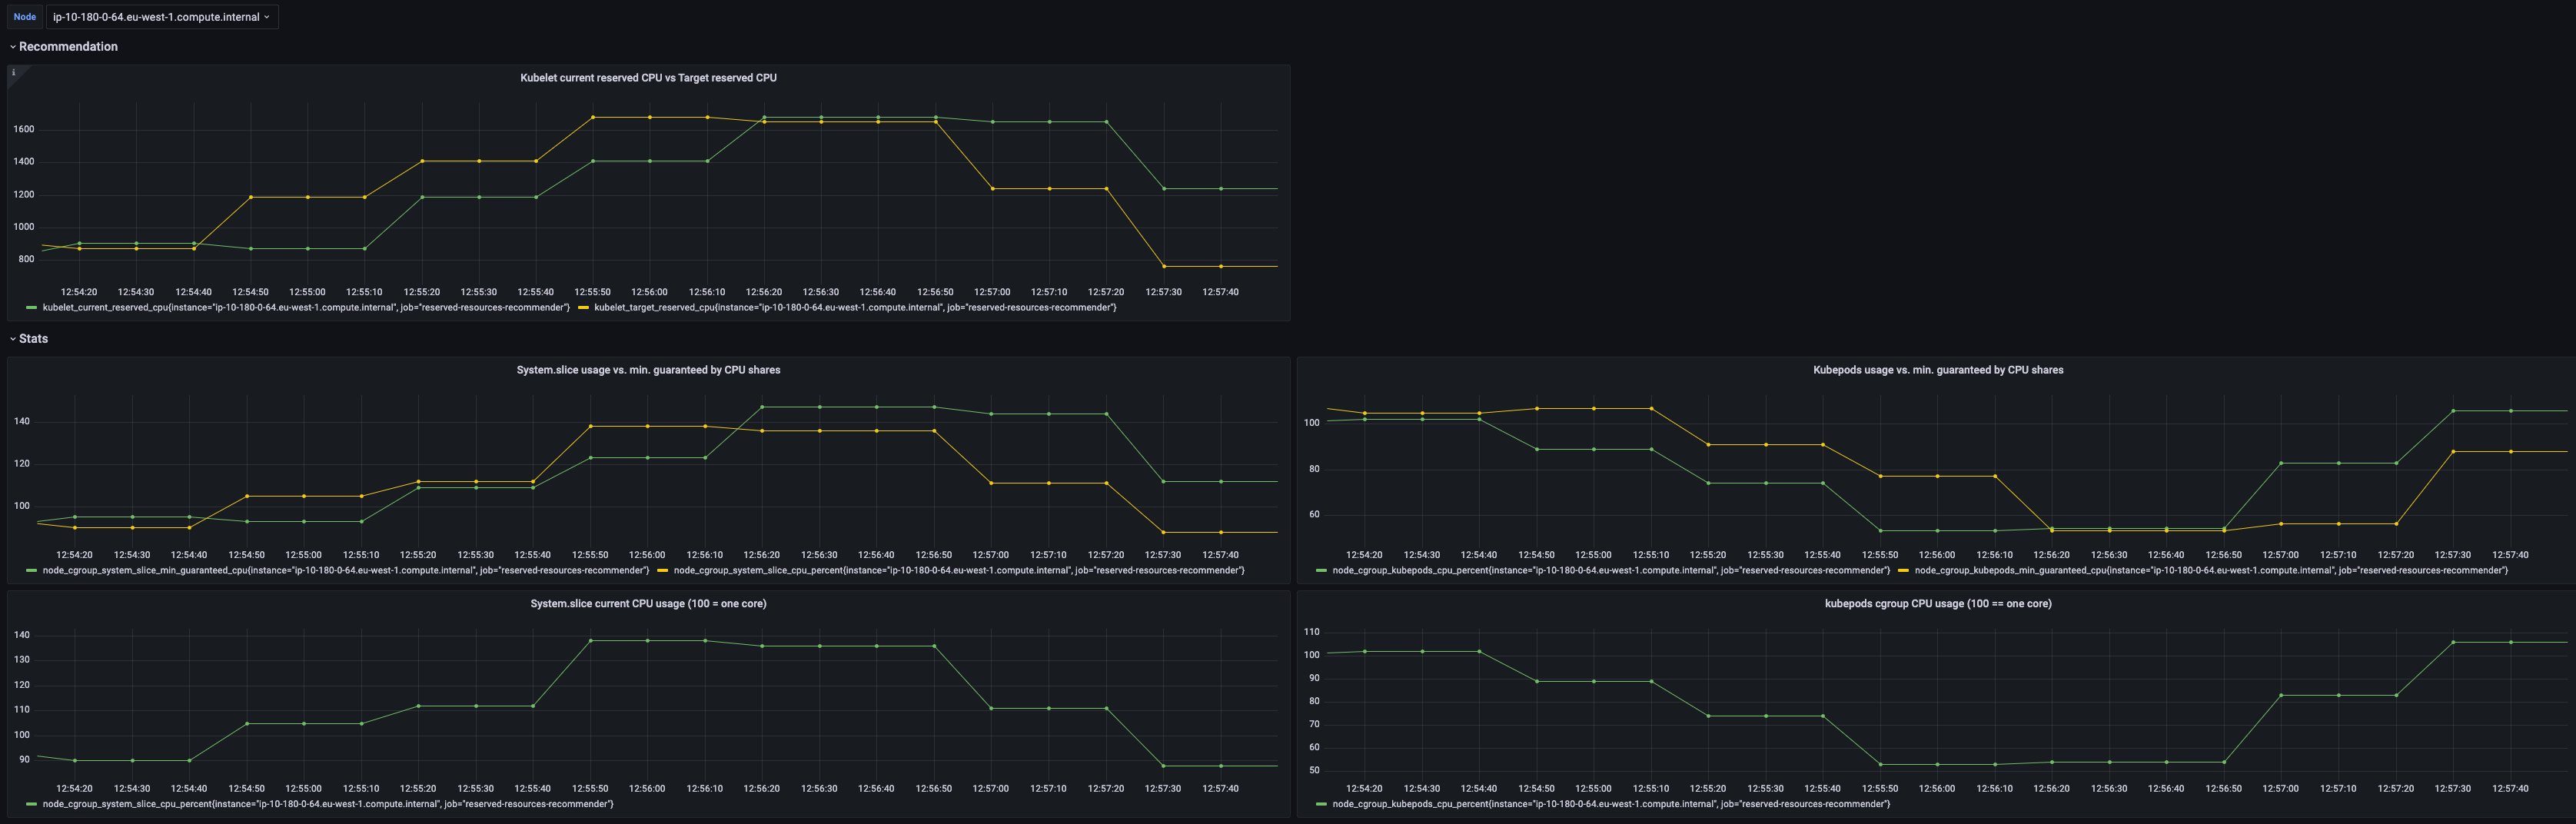 Node ip-10-180-0-64.eu-west-1.compute.internal
Recommendation
i
Kubelet current reserved CPU vs Target reserved CPU
1600
1400
1200
1000
800
12:54:20 12:54:30 12:54:40 12:54:50 12:55:00 12:55:10 12:55:20 12:55:30 12:55:40 12:55:50 12:56:00 12:56:10 12:56:20 12:56:30 12:56:40 12:56:50 12:57:00 12:57:10 12:57:20 12:57:30 12:57:40
kubelet_current_reserved_cpu{instance="ip-10-180-0-64.eu-west-1.compute.internal", job="reserved-resources-recommender"} kubelet_target_reserved_cpu{instance="ip-10-180-0-64.eu-west-1.compute.internal", job="reserved-resources-recommender"}
Stats
System.slice usage vs. min. guaranteed by CPU shares
140
120
100
12:54:20 12:54:30 12:54:40 12:54:50 12:55:00 12:55:10 12:55:20 12:55:30 12:55:40 12:55:50 12:56:00 12:56:10 12:56:20 12:56:30 12:56:40 12:56:50 12:57:00 12:57:10 12:57:20 12:57:30 12:57:40
node_cgroup_system_slice_min_guaranteed_cpu{instance="ip-10-180-0-64.eu-west-1.compute.internal", job="reserved-resources-recommender"} node_cgroup_system_slice_cpu_percent{instance="ip-10-180-0-64.eu-west-1.compute.internal", job="reserved-resources-recommender"}
Kubepods usage vs. min. guaranteed by CPU shares
100
80
60
12:54:20 12:54:30 12:54:40 12:54:50 12:55:00 12:55:10 12:55:20 12:55:30 12:55:40 12:55:50 12:56:00 12:56:10 12:56:20 12:56:30 12:56:40 12:56:50 12:57:00 12:57:10 12:57:20 12:57:30 12:57:40
node_cgroup_kubepods_cpu_percent{instance="ip-10-180-0-64.eu-west-1.compute.internal", job="reserved-resources-recommender"} node_cgroup_kubepods_min_guaranteed_cpu{instance="ip-10-180-0-64.eu-west-1.compute.internal", job="reserved-resources-recommender"}
System.slice current CPU usage (100 = one core)
140
130
120
110
100
90
12:54:20 12:54:30 12:54:40 12:54:50 12:55:00 12:55:10 12:55:20 12:55:30 12:55:40 12:55:50 12:56:00 12:56:10 12:56:20 12:56:30 12:56:40 12:56:50 12:57:00 12:57:10 12:57:20 12:57:30 12:57:40
node_cgroup_system_slice_cpu_percent{instance="ip-10-180-0-64.eu-west-1.compute.internal", job="reserved-resources-recommender"}
kubepods cgroup CPU usage (100 == one core)
110
100
90
80
70
60
50
12:54:20 12:54:30 12:54:40 12:54:50 12:55:00 12:55:10 12:55:20 12:55:30 12:55:40 12:55:50 12:56:00 12:56:10 12:56:20 12:56:30 12:56:40 12:56:50 12:57:00 12:57:10 12:57:20 12:57:30 12:57:40
node_cgroup_kubepods_cpu_percent{instance="ip-10-180-0-64.eu-west-1.compute.internal", job="reserved-resources-recommender"}